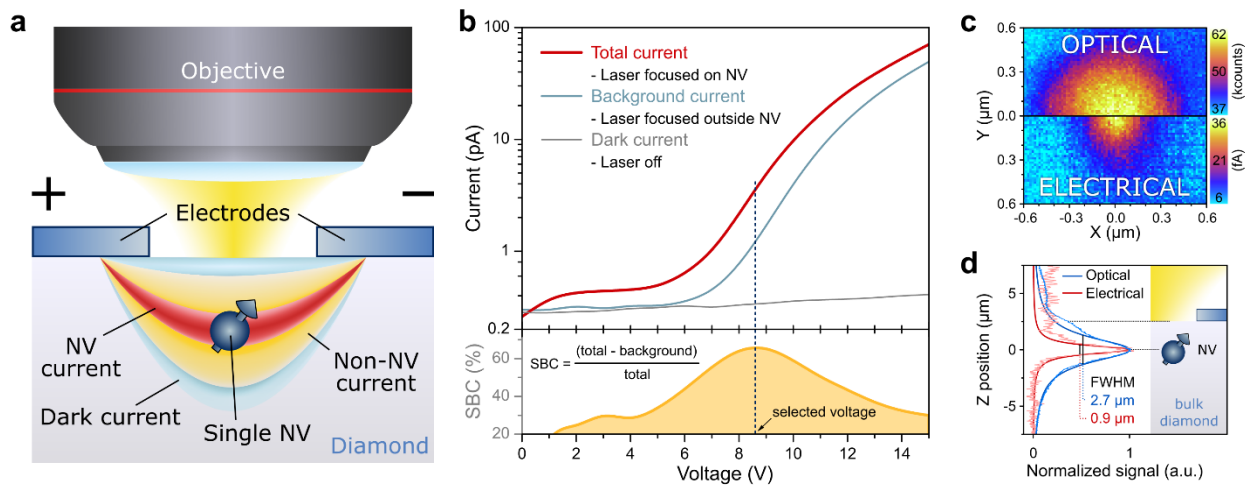 a
Objective
+
−
Electrodes
NV
current
Non-NV
current
Dark current
Single NV
Diamond
b
100
10
1
0.2
Current (pA)
Total current
- Laser focused on NV
Background current
- Laser focused outside NV
Dark current
- Laser off
60
40
20
SBC (%)
SBC = (total - background)
total
selected voltage
0 2 4 6 8 10 12 14
Voltage (V)
c
0.6
0.3
0.0
0.3
0.6
Y (µm)
OPTICAL
ELECTRICAL
-0.6 -0.3 0.0 0.3 0.6
X (µm)
62
50
37
(kcounts)
36
21
6
(fA)
d
5
0
-5
Z position (µm)
Optical
Electrical
NV
FWHM
2.7 µm
0.9 µm
bulk
diamond
0 1
Normalized signal (a.u.)